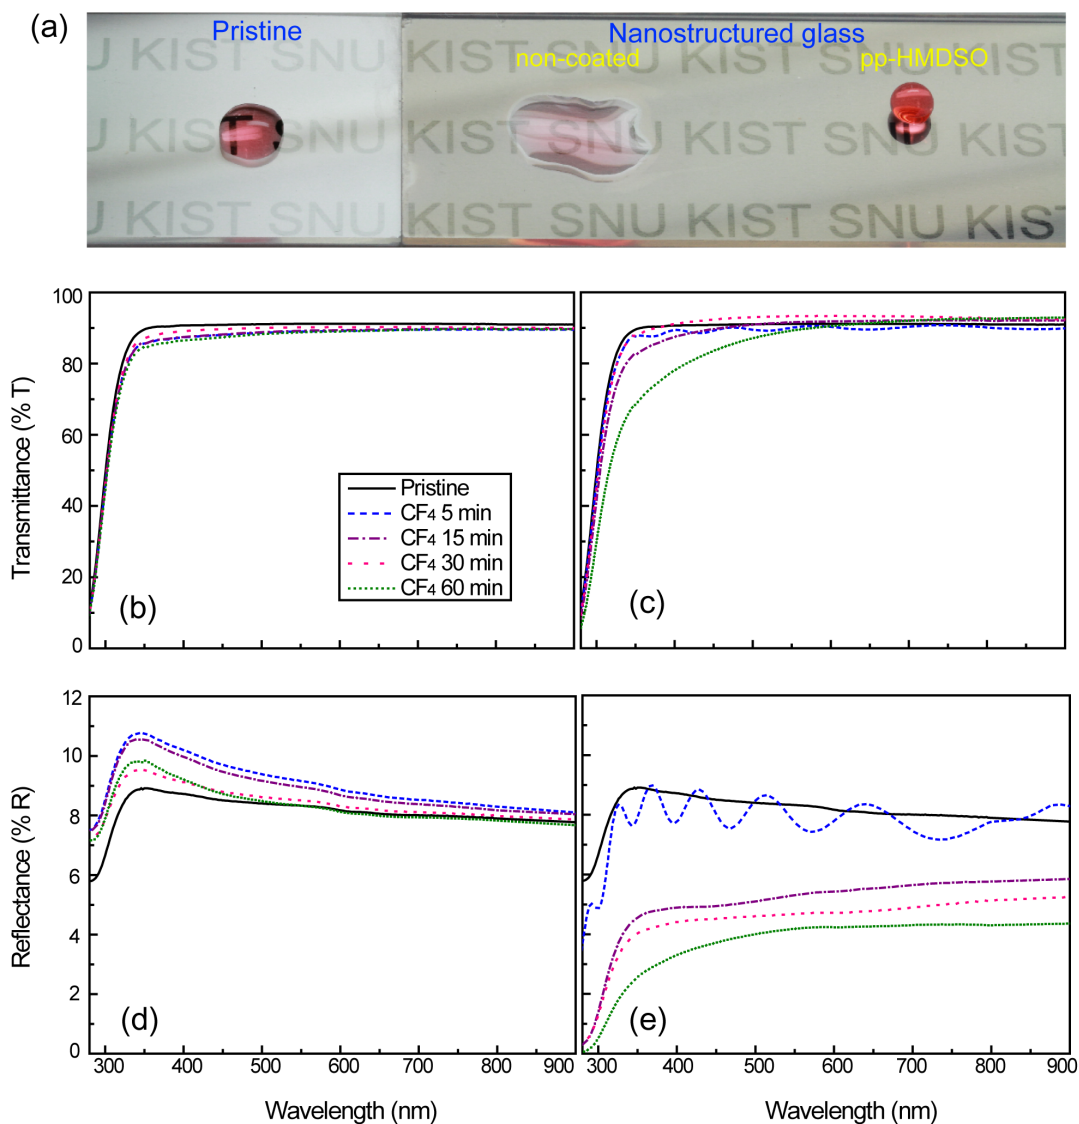 (a)
Pristine
Nanostructured glass
non-coated
pp-HMDSO
U KIST SNU KIST SNU KIST SNU KIST
NU KIST SNU KIST SNU KIST
U KIST SNU KIST SNU KIST SNU KIST
100
80
60
40
20
0
Transmittance (% T)
Pristine
CF4 5 min
CF4 15 min
CF4 30 min
CF4 60 min
(b)
(c)
12
10
8
6
4
2
0
Reflectance (% R)
(d)
(e)
300 400 500 600 700 800 900
300 400 500 600 700 800 900
Wavelength (nm)
Wavelength (nm)